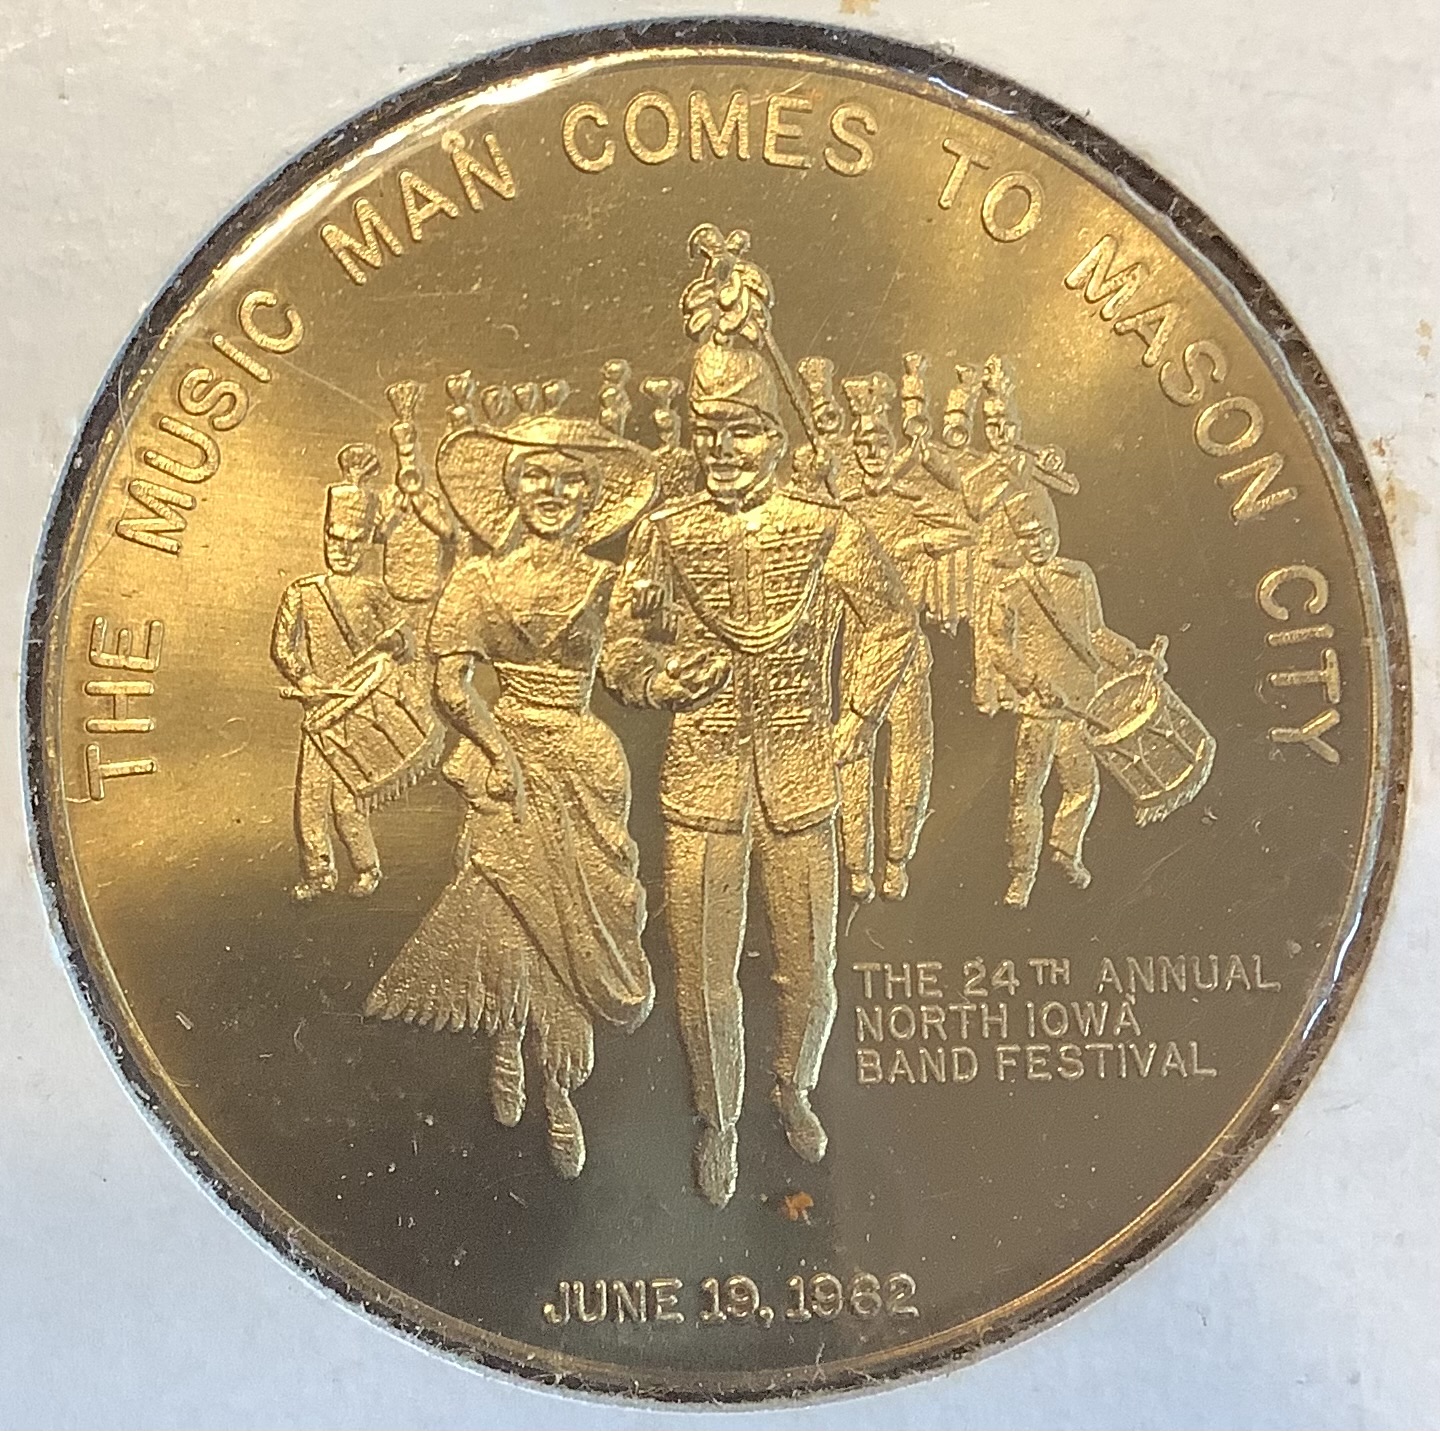 THE MUSIC MAN COMES TO MASON CITY
THE 24TH ANNUAL
NORTH IOWA
BAND FESTIVAL
JUNE 19, 1962